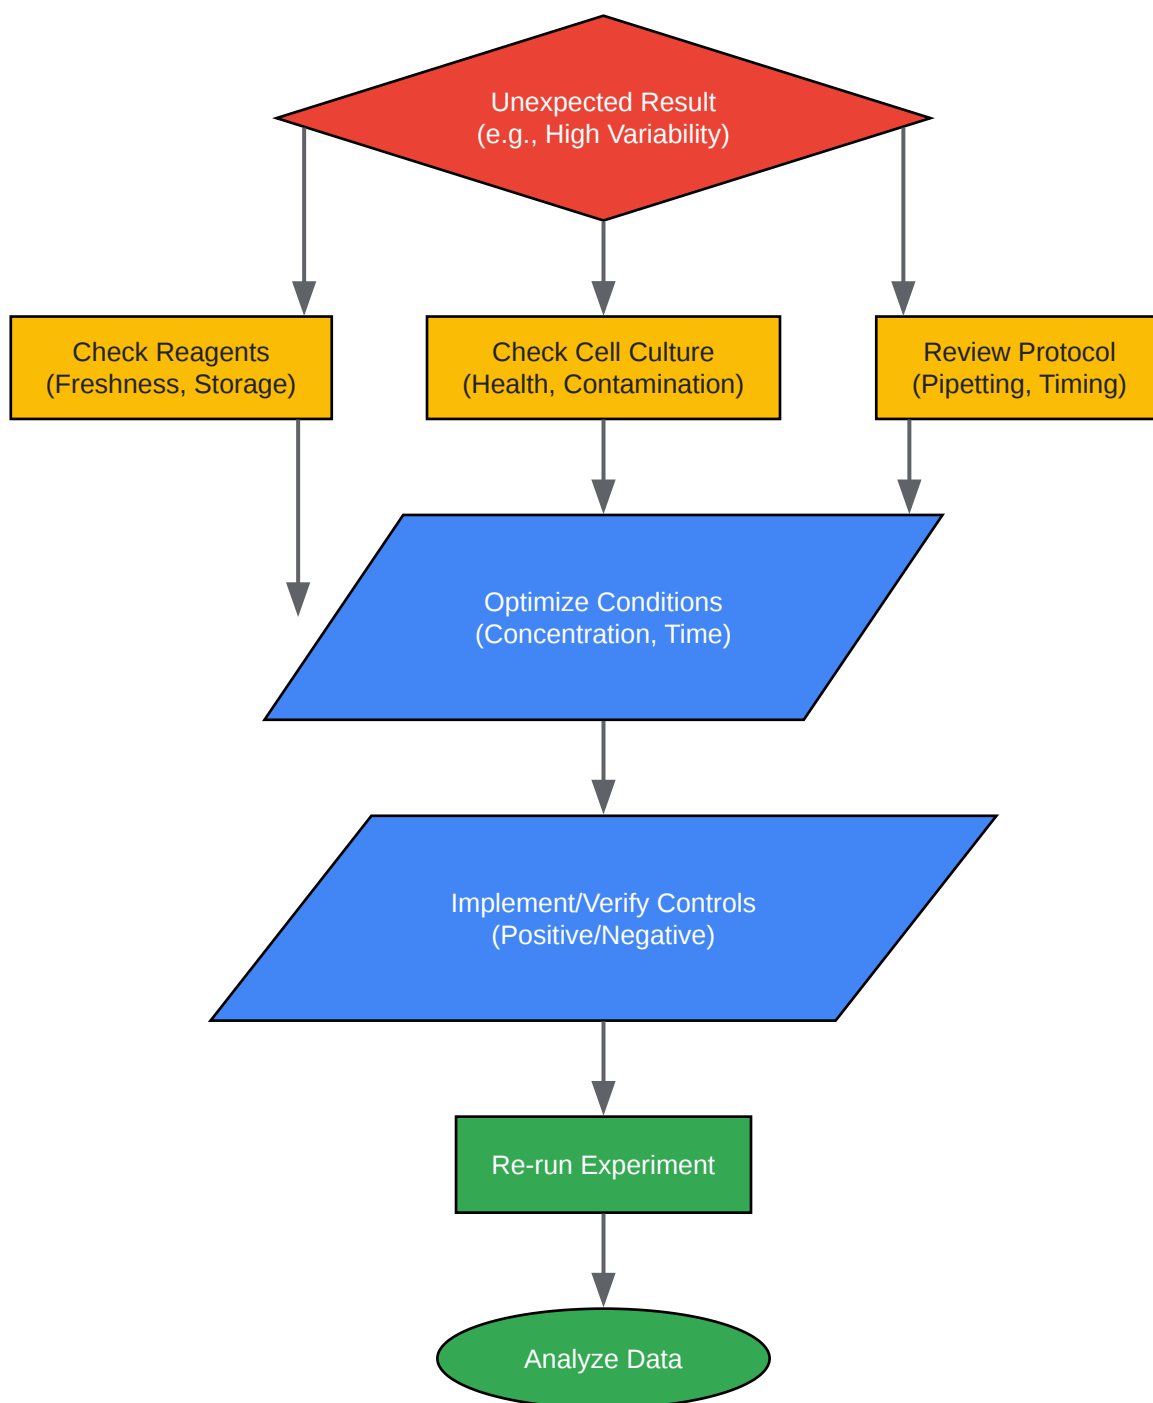 Unexpected Result
(e.g., High Variability)
Check Reagents
(Freshness, Storage)
Check Cell Culture
(Health, Contamination)
Review Protocol
(Pipetting, Timing)
Optimize Conditions
(Concentration, Time)
Implement/Verify Controls
(Positive/Negative)
Re-run Experiment
Analyze Data